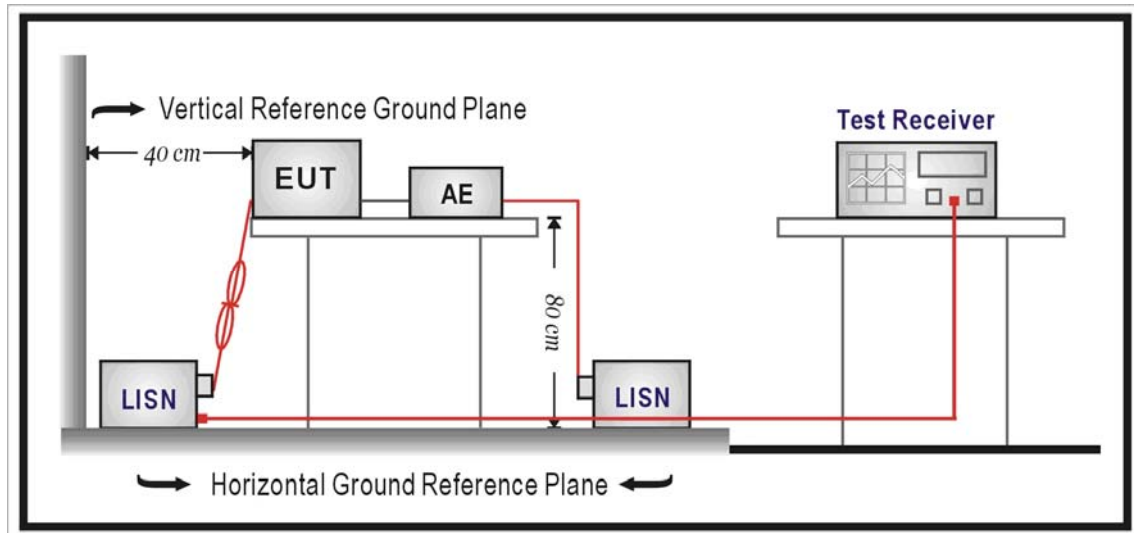 Vertical Reference Ground Plane
40 cm
EUT
AE
Test Receiver
80 cm
LISN
LISN
Horizontal Ground Reference Plane